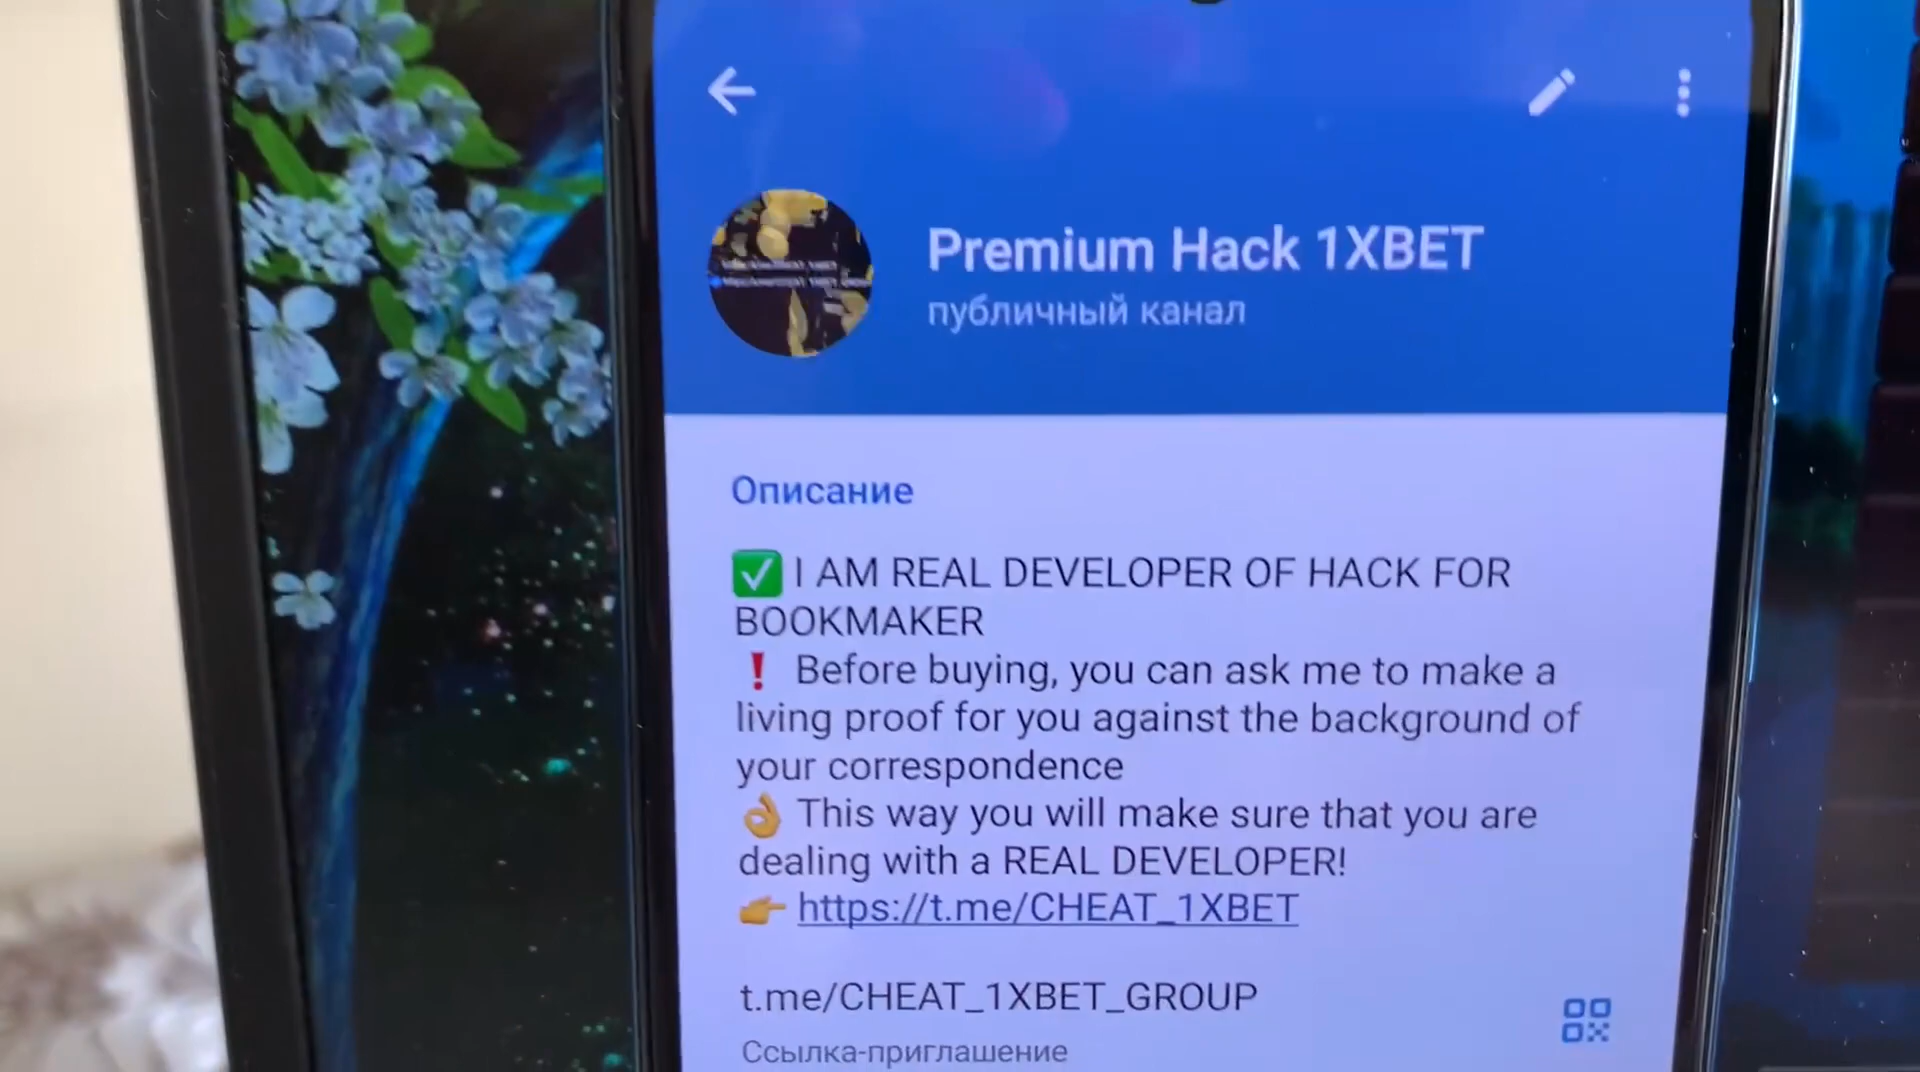 Premium Hack 1XBET
публичный канал
Описание
✅ I AM REAL DEVELOPER OF HACK FOR
BOOKMAKER
❗ Before buying, you can ask me to make a
living proof for you against the background of
your correspondence
👌 This way you will make sure that you are
dealing with a REAL DEVELOPER!
👉 https://t.me/CHEAT_1XBET
t.me/CHEAT_1XBET_GROUP
Ссылка-приглашение